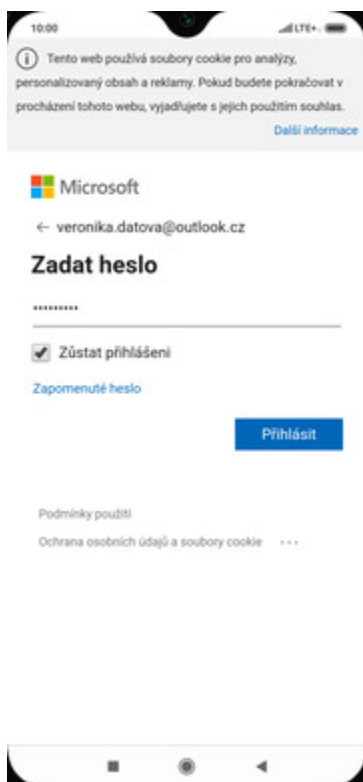 10:00
LTE+
Tento web používá soubory cookie pro analýzy,
personalizovaný obsah a reklamy. Pokud budete pokračovat v
procházení tohoto webu, vyjadřujete s jejich použitím souhlas.
Další informace
Microsoft
← veronika.datova@outlook.cz
Zadat heslo
•••••••••
Zůstat přihlášeni
Zapomenuté heslo
Přihlásit
Podmínky použití
Ochrana osobních údajů a soubory cookie ...